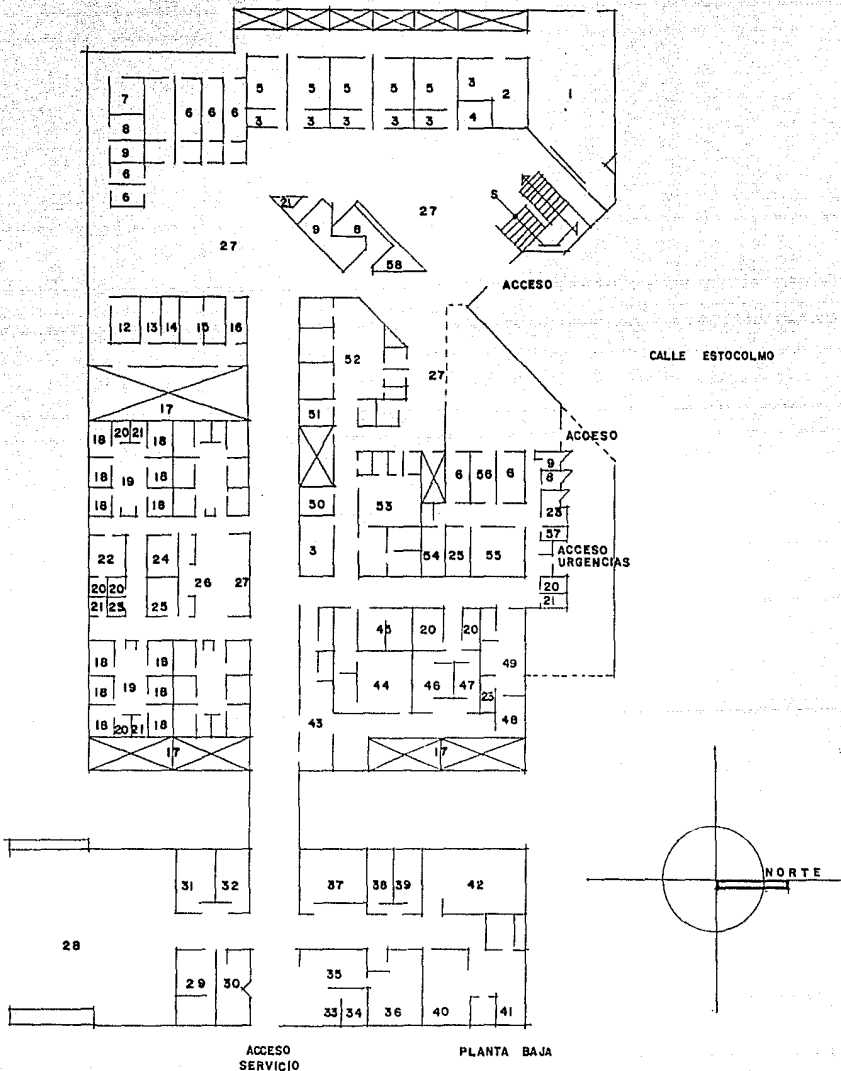 3
5 5 5 5 5 2 1
7
6 6 6
8 3 3 3 3 3 4
9
6
6
S
21
9 8 27
27
58
ACCESO
12 13 14 15 16
52
CALLE ESTOCOLMO
27
17
51
18 20 21 18
ACCESO
9
18 19 18 6 56 6 8
18 18 50 53 23
57
22 24 26 27 3 54 25 55 ACCESO
URGENCIAS
20 20 20
21 23 25 21
45 20 20
18 18 49
18 19 18 44 46 47
23
18 20 21 18 43 48
17 17
NORTE
31 32 37 38 39 42
28
35
29 30
33 34 36 40 41
ACCESO
SERVICIO
PLANTA BAJA